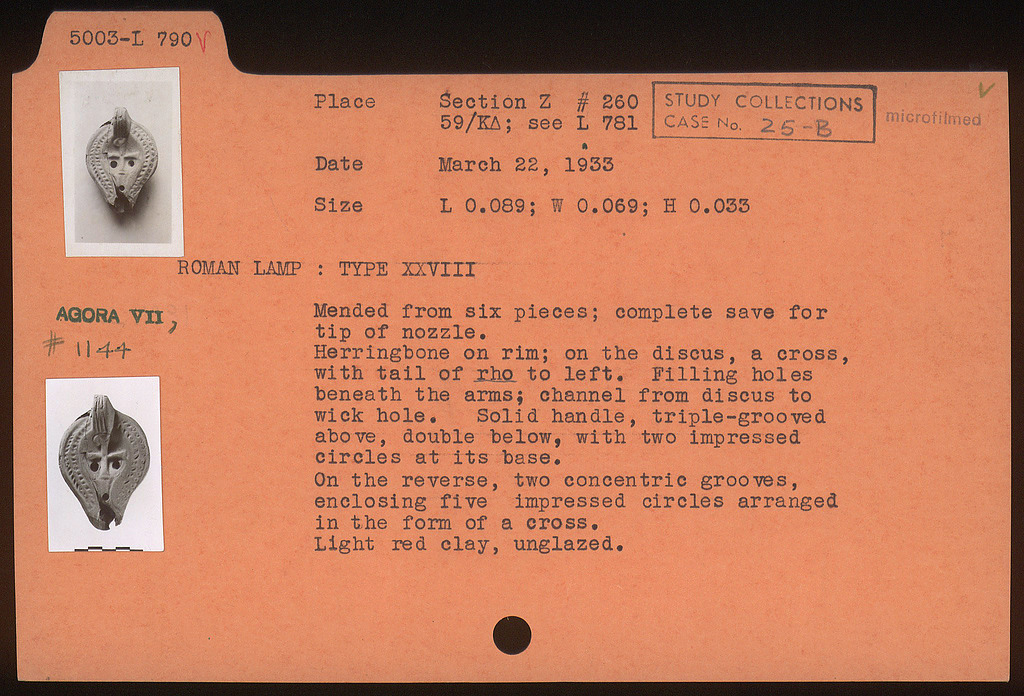 5003-L 790 V
Place Section Z # 260
59/ΚΔ; see L 781
STUDY COLLECTIONS
CASE No. 25-B
microfilmed
Date March 22, 1933
Size L 0.089; W 0.069; H 0.033
ROMAN LAMP : TYPE XXVIII
AGORA VII,
# 1144
Mended from six pieces; complete save for
tip of nozzle.
Herringbone on rim; on the discus, a cross,
with tail of rho to left. Filling holes
beneath the arms; channel from discus to
wick hole. Solid handle, triple-grooved
above, double below, with two impressed
circles at its base.
On the reverse, two concentric grooves,
enclosing five impressed circles arranged
in the form of a cross.
Light red clay, unglazed.